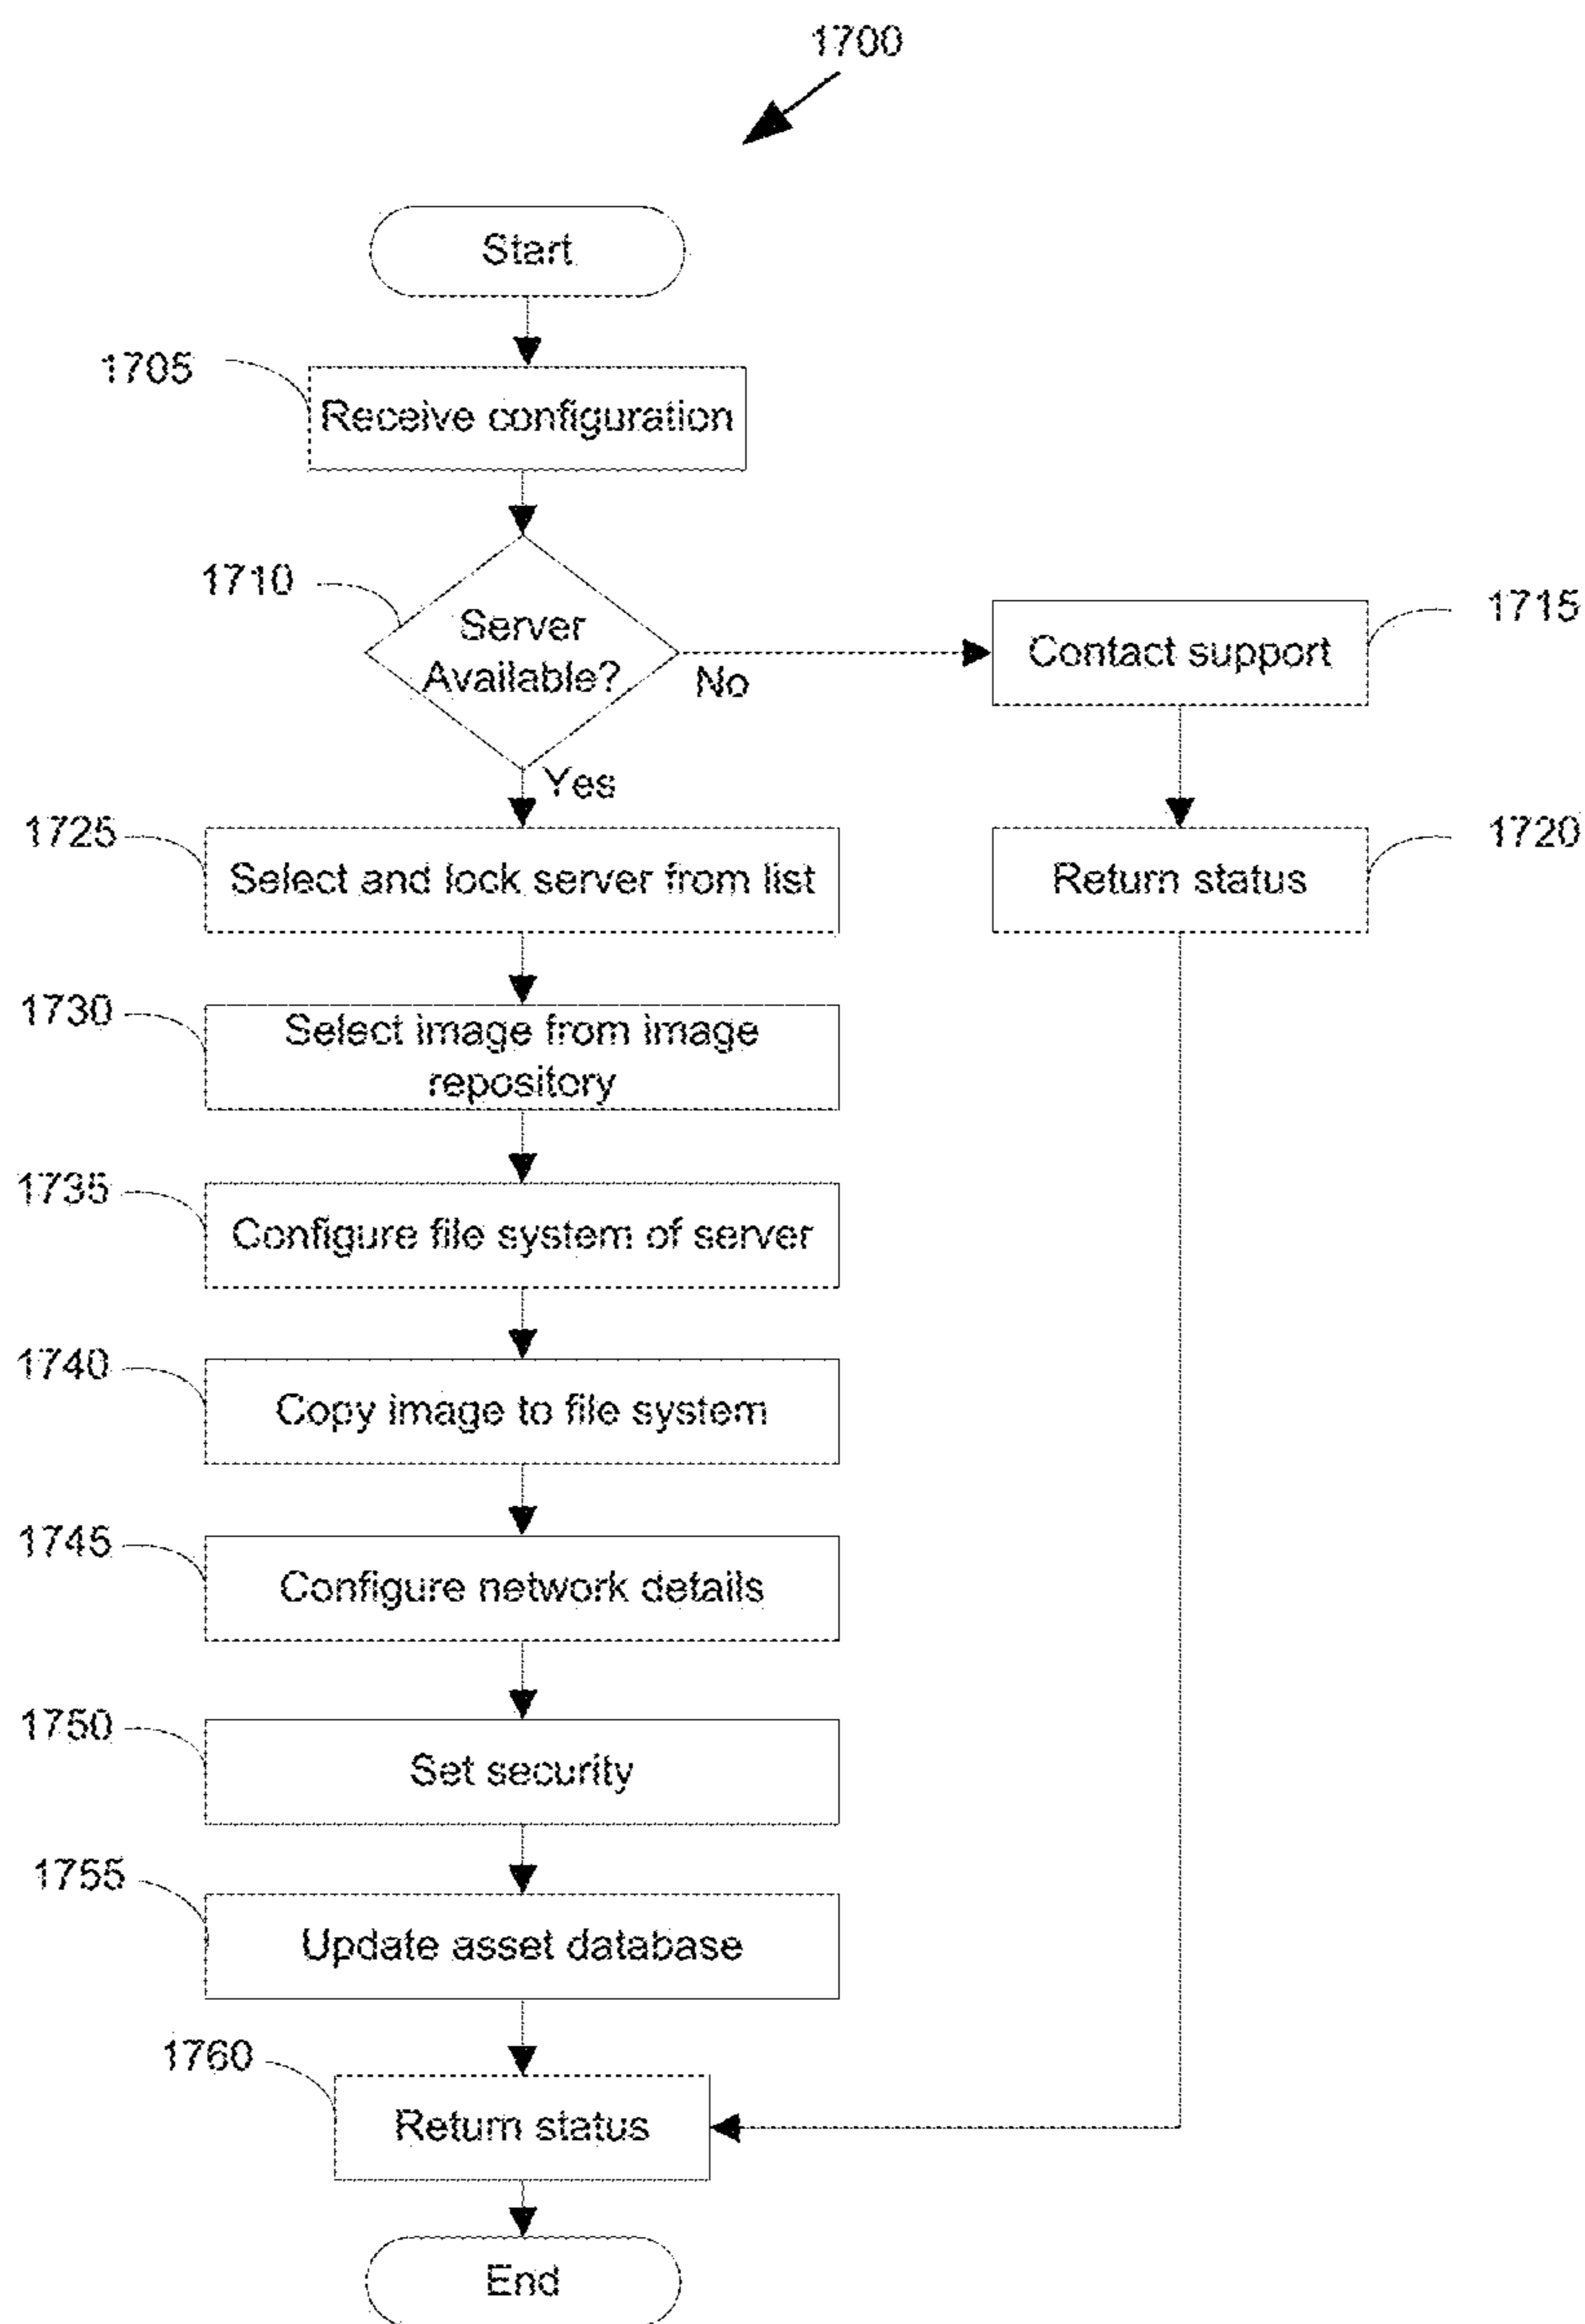 1700
Start
1705
Receive configuration
1710
Server
Available?
No
Yes
1715
Contact support
1720
Return status
1725
Select and lock server from list
1730
Select image from image
repository
1735
Configure file system of server
1740
Copy image to file system
1745
Configure network details
1750
Set security
1755
Update asset database
1760
Return status
End